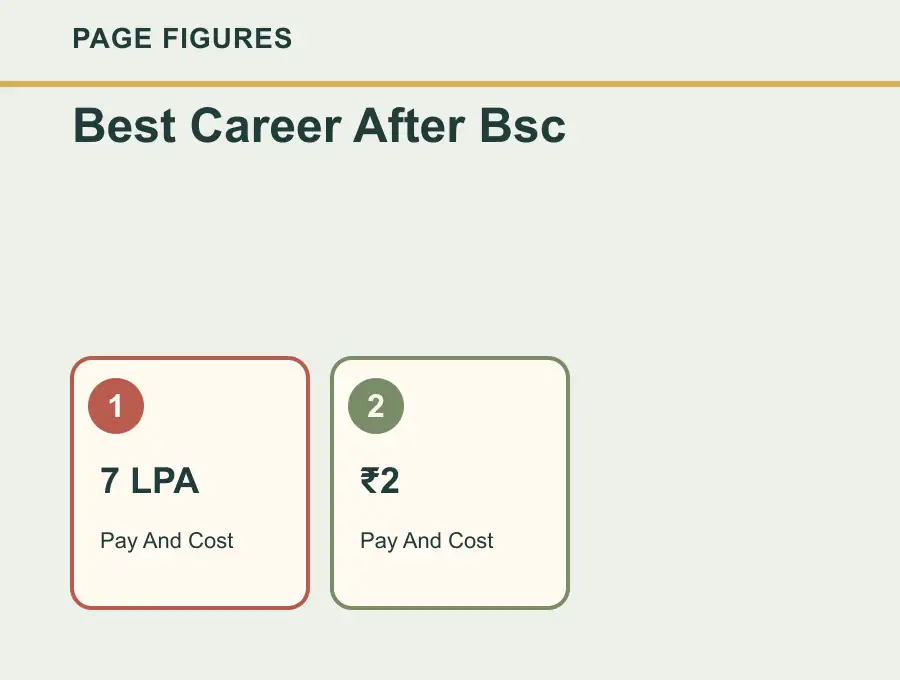 PAGE FIGURES
Best Career After Bsc
1
7 LPA
Pay And Cost
2
₹2
Pay And Cost